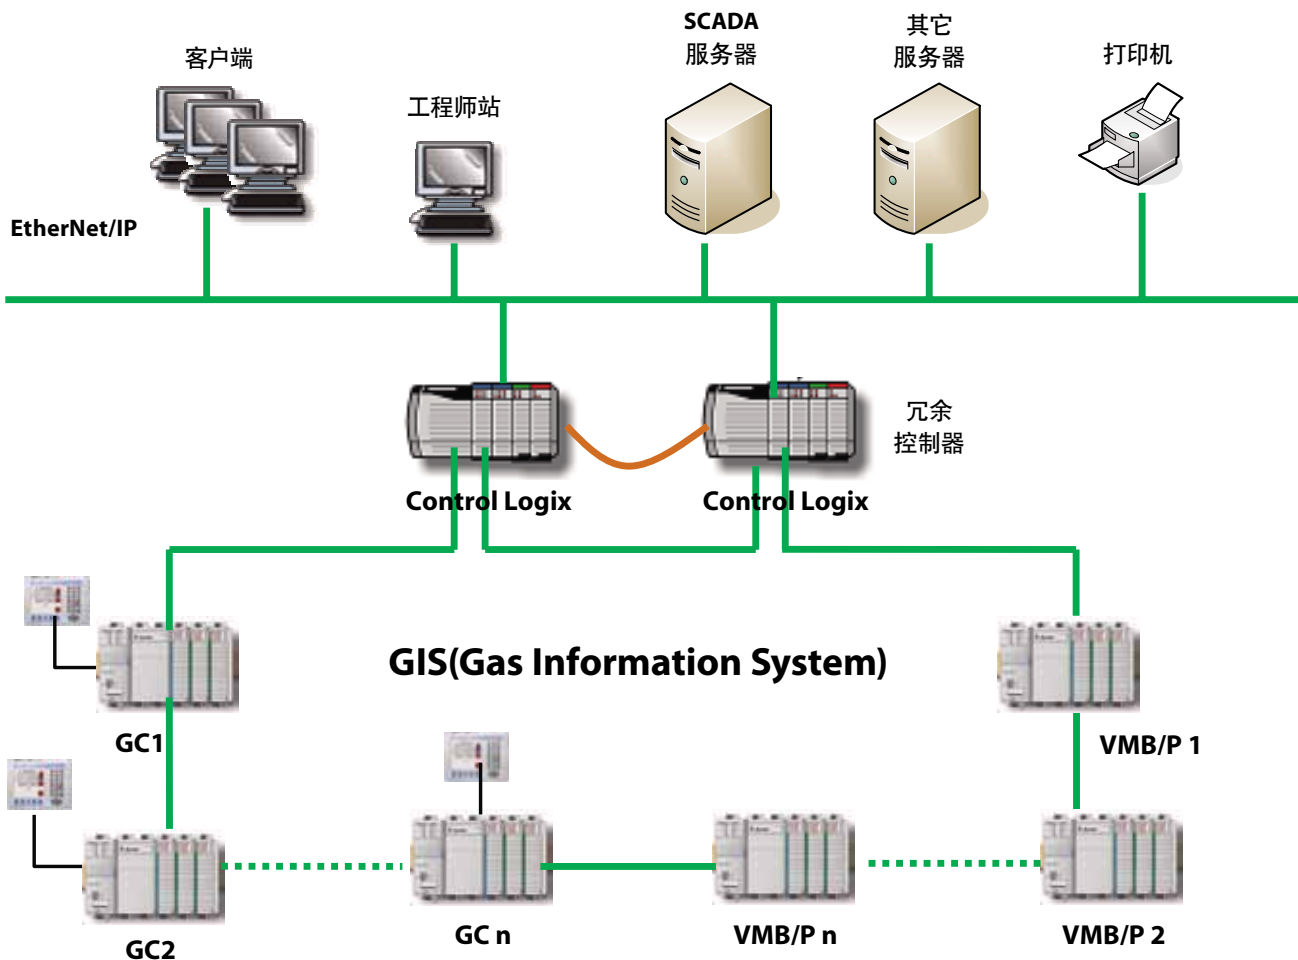 客户端
工程师站
SCADA
服务器
其它
服务器
打印机
EtherNet/IP
冗余
控制器
Control Logix
Control Logix
GIS(Gas Information System)
GC1
VMB/P 1
GC2
GC n
VMB/P n
VMB/P 2